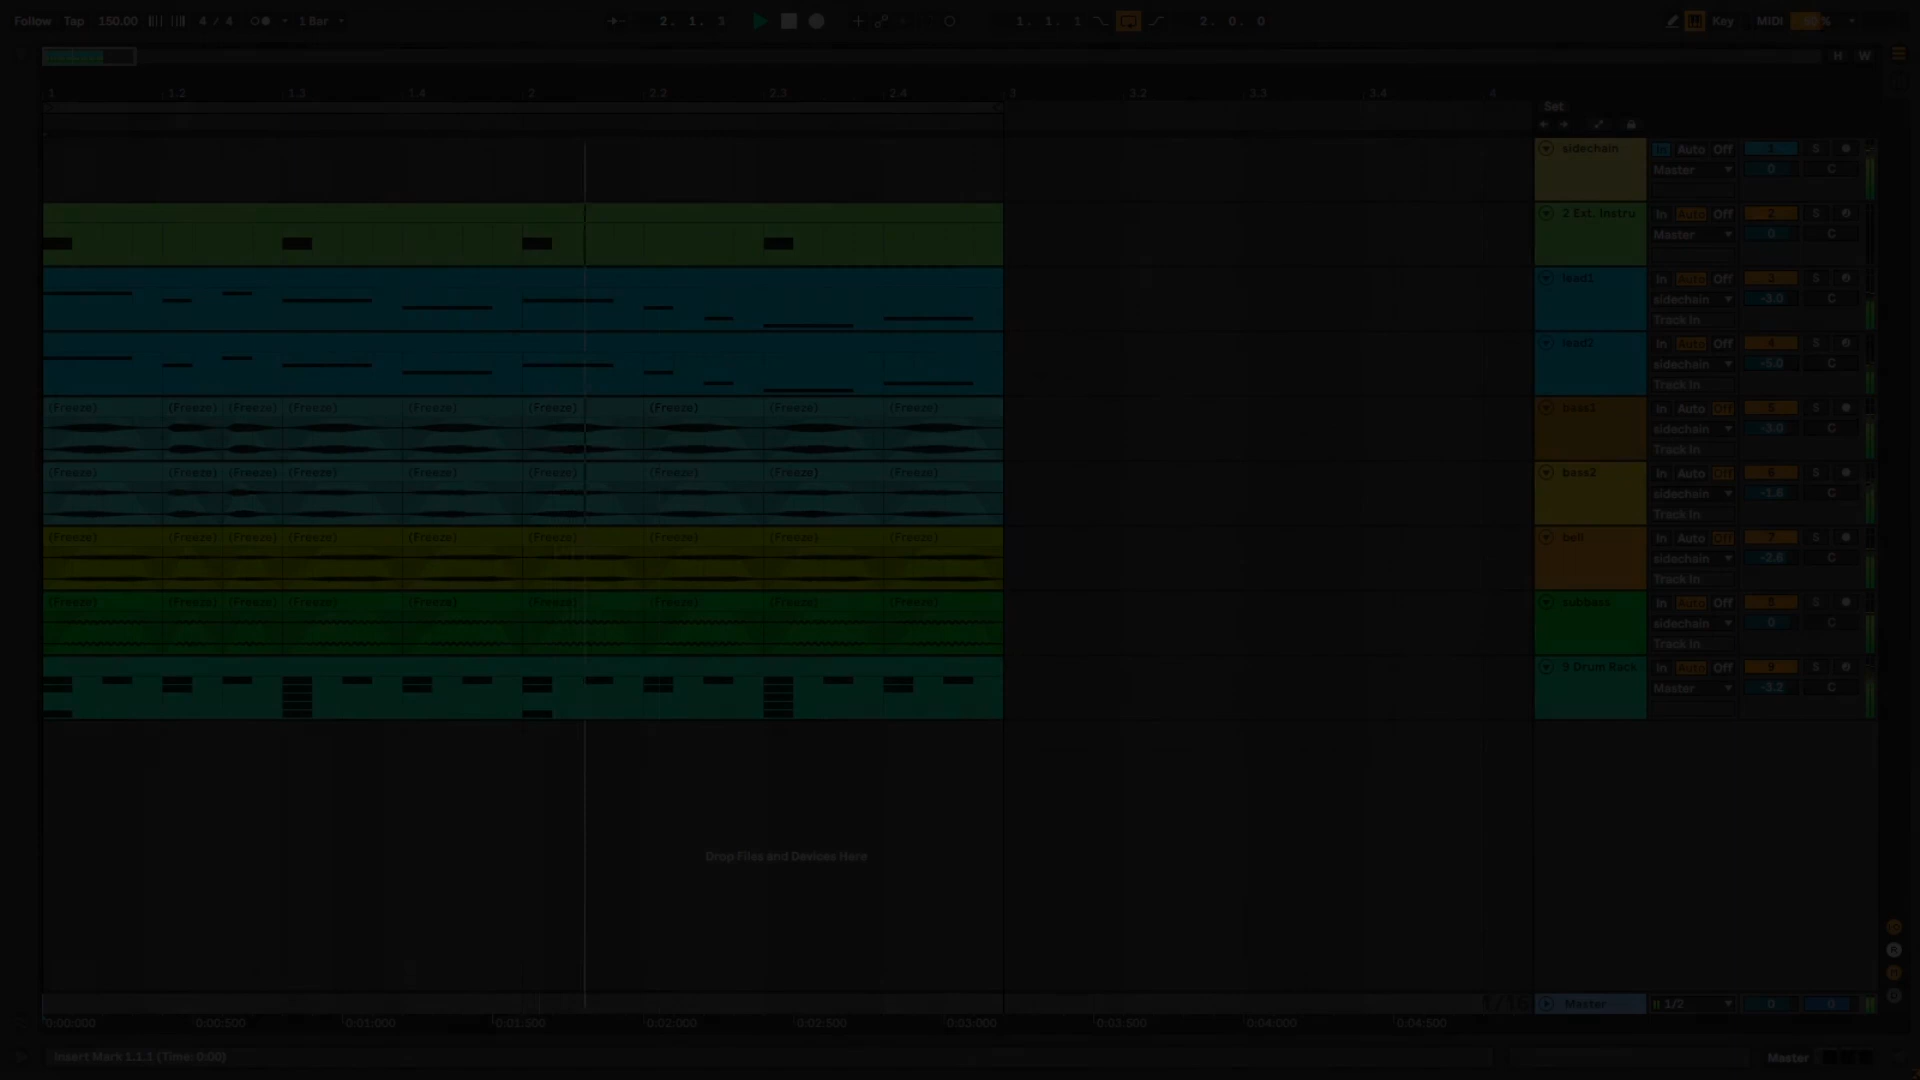 Follow Tap 150.00 4 / 4 1 Bar 2. 1. 3 1. 1. 1 2. 0. 0 Key MIDI
H W
1 1.2 1.3 1.4 2 2.2 2.3 2.4 3 3.2 3.3 3.4 4
Set
sidechain In Auto Off 1 S
Master 0 C
2 Ext. Instru In Auto Off 2 S
Master 0 C
lead1 In Auto Off 3 S
sidechain -3.0 C
Track In
lead2 In Auto Off 4 S
sidechain -5.0 C
Track In
(Freeze) (Freeze) (Freeze) (Freeze) (Freeze) (Freeze) (Freeze) (Freeze) (Freeze) bass1 In Auto Off 5 S
sidechain -3.0 C
Track In
(Freeze) (Freeze) (Freeze) (Freeze) (Freeze) (Freeze) (Freeze) (Freeze) (Freeze) bass2 In Auto Off 6 S
sidechain -1.6 C
Track In
(Freeze) (Freeze) (Freeze) (Freeze) (Freeze) (Freeze) (Freeze) (Freeze) (Freeze) bell In Auto Off 7 S
sidechain -2.6 C
Track In
(Freeze) (Freeze) (Freeze) (Freeze) (Freeze) (Freeze) (Freeze) (Freeze) (Freeze) subbass In Auto Off 8 S
sidechain 0 C
Track In
9 Drum Rack In Auto Off 9 S
Master -3.2 C
Drop Files and Devices Here
1/16 Master 1/2 0 0
0:00:000 0:00:500 0:01:000 0:01:500 0:02:000 0:02:500 0:03:000 0:03:500 0:04:000 0:04:500
Insert Mark 1.1.1 (Time: 0:00) Master